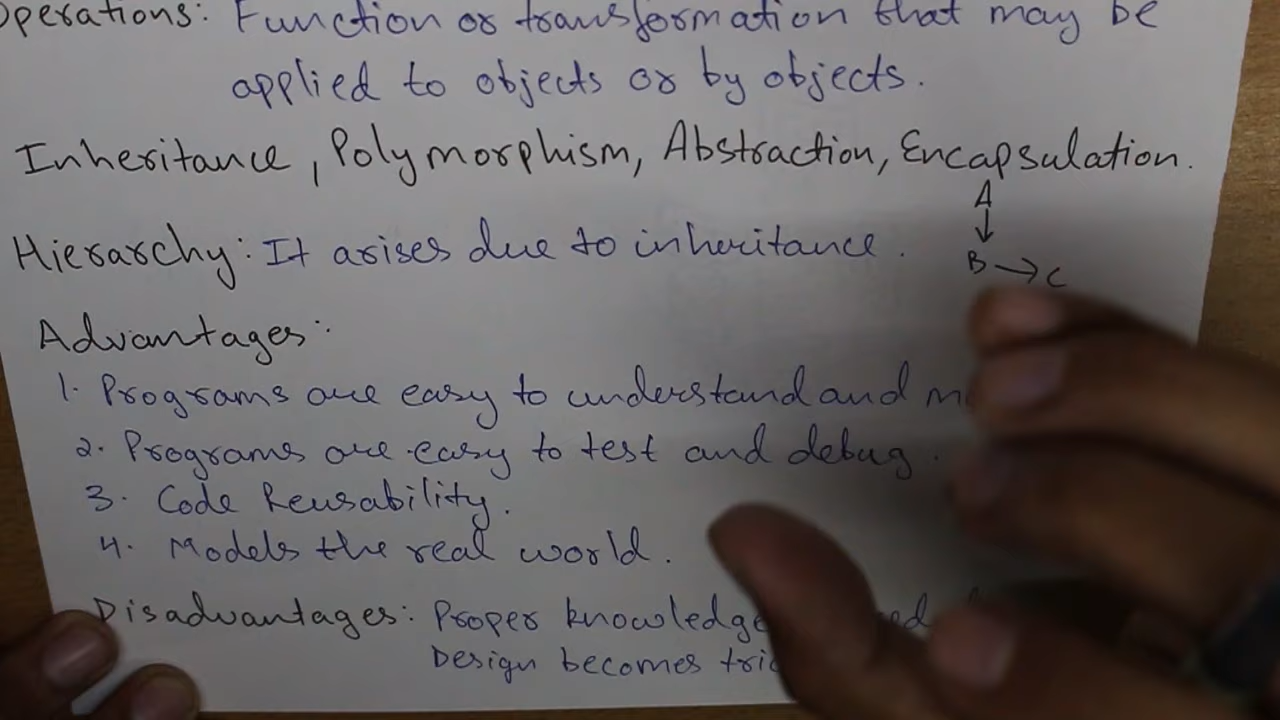 Operations: Function or transformation that may be
applied to objects or by objects.
Inheritance, Polymorphism, Abstraction, Encapsulation.
A
↓
Hierarchy: It arises due to inheritance.
B → C
Advantages:
1. Programs are easy to understand and
2. Programs are easy to test and debug.
3. Code Reusability.
4. Models the real world.
Disadvantages: Proper knowledge
Design becomes